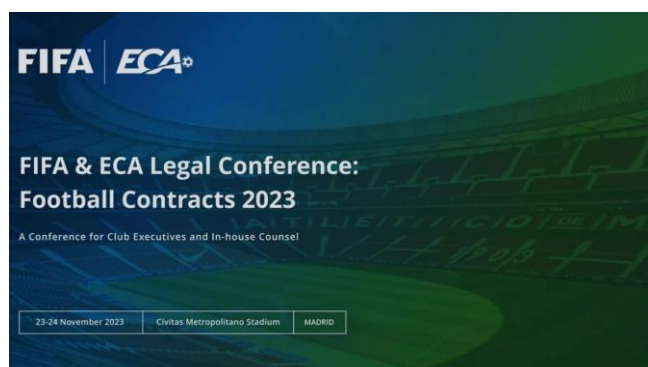 FIFA ECA
FIFA & ECA Legal Conference:
Football Contracts 2023
A Conference for Club Executives and In-house Counsel
23-24 November 2023 Cívitas Metropolitano Stadium MADRID